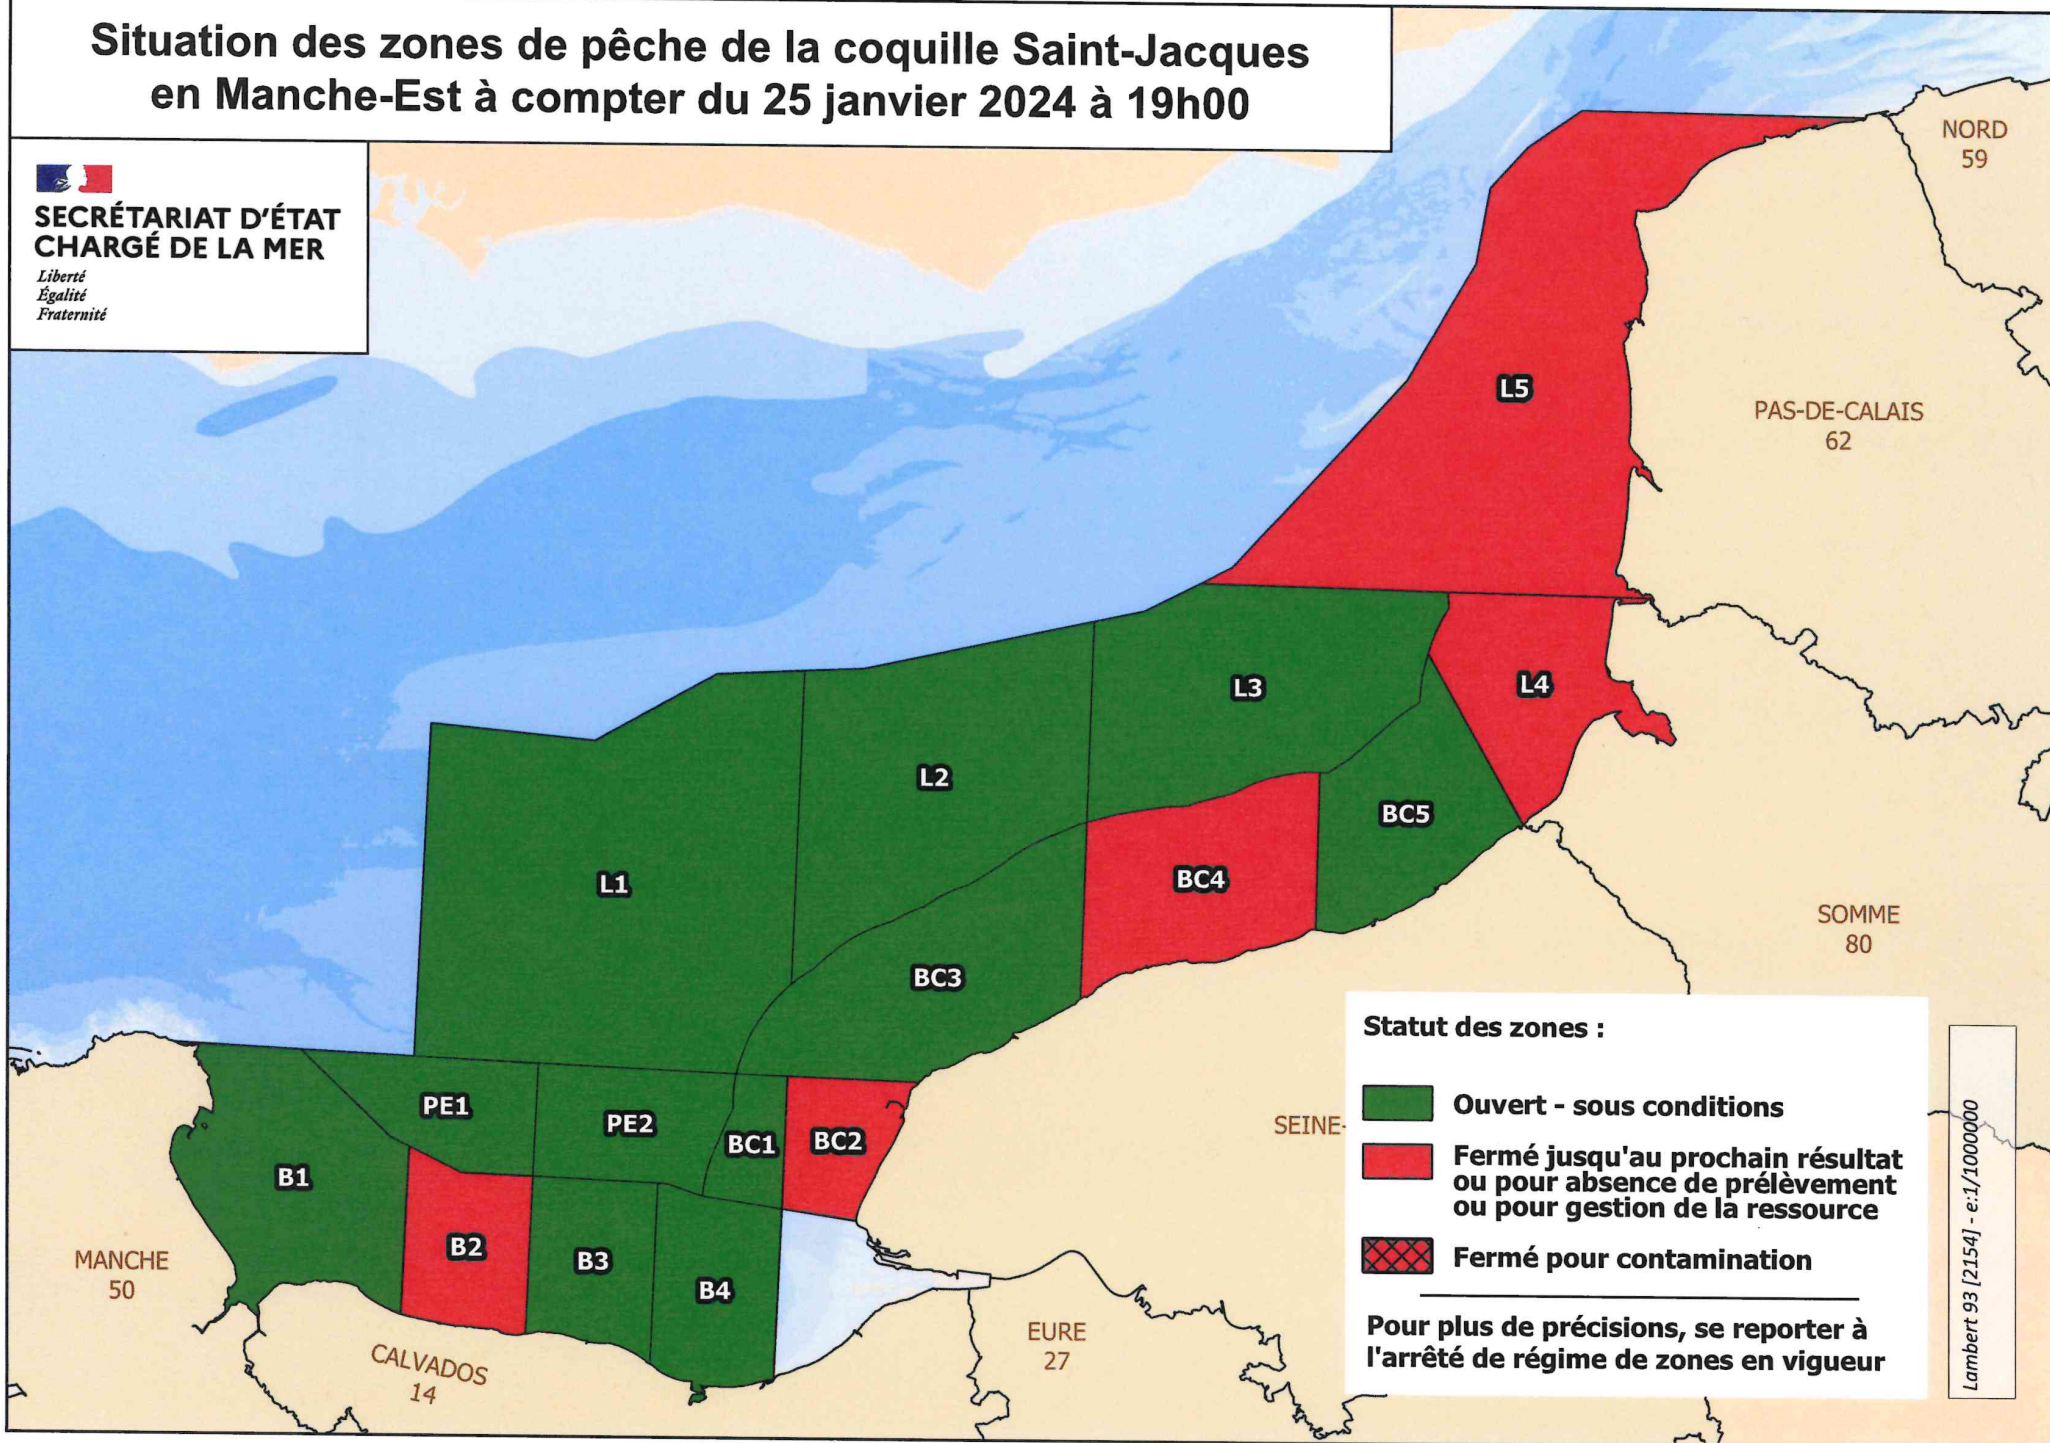 Situation des zones de pêche de la coquille Saint-Jacques
en Manche-Est à compter du 25 janvier 2024 à 19h00
SECRÉTARIAT D'ÉTAT
CHARGÉ DE LA MER
Liberté
Égalité
Fraternité
NORD
59
L5
PAS-DE-CALAIS
62
L3
L4
L2
BC5
L1
BC4
SOMME
80
BC3
PE1
PE2
BC1
BC2
B1
B2
B3
B4
MANCHE
50
CALVADOS
14
EURE
27
SEINE-
Statut des zones :
Ouvert - sous conditions
Fermé jusqu'au prochain résultat
ou pour absence de prélèvement
ou pour gestion de la ressource
Fermé pour contamination
Pour plus de précisions, se reporter à
l'arrêté de régime de zones en vigueur
Lambert 93 [2154] - e:1/1000000